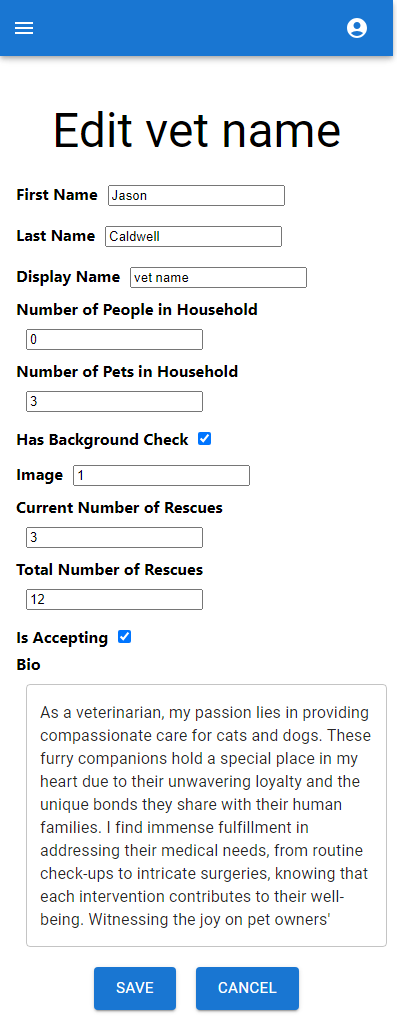 Edit vet name
First Name Jason
Last Name Caldwell
Display Name vet name
Number of People in Household
0
Number of Pets in Household
3
Has Background Check
Image 1
Current Number of Rescues
3
Total Number of Rescues
12
Is Accepting
Bio
As a veterinarian, my passion lies in providing
compassionate care for cats and dogs. These
furry companions hold a special place in my
heart due to their unwavering loyalty and the
unique bonds they share with their human
families. I find immense fulfillment in
addressing their medical needs, from routine
check-ups to intricate surgeries, knowing that
each intervention contributes to their well-
being. Witnessing the joy on pet owners'
SAVE CANCEL